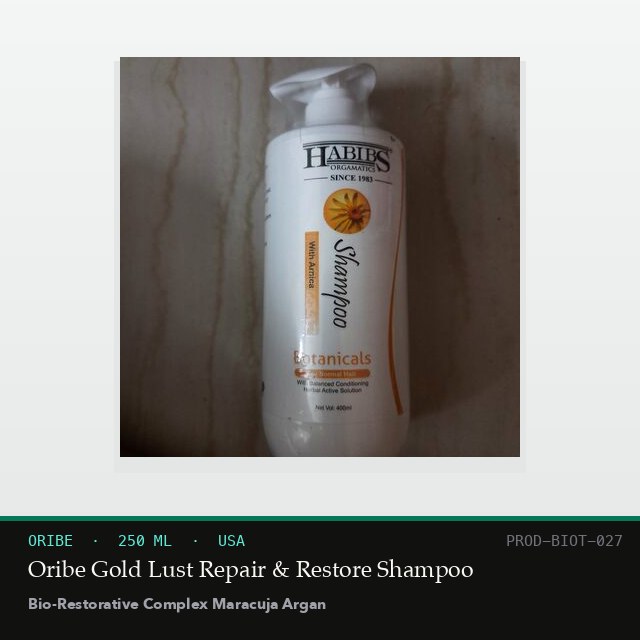 HABIB'S
ORGAMATICS
SINCE 1983
With Arnica
Shampoo
Botanicals
Normal Hair
With Balanced Conditioning
Herbal Active Solution
Net Vol. 400ml
ORIBE · 250 ML · USA
PROD–BIOT–027
Oribe Gold Lust Repair & Restore Shampoo
Bio-Restorative Complex Maracuja Argan